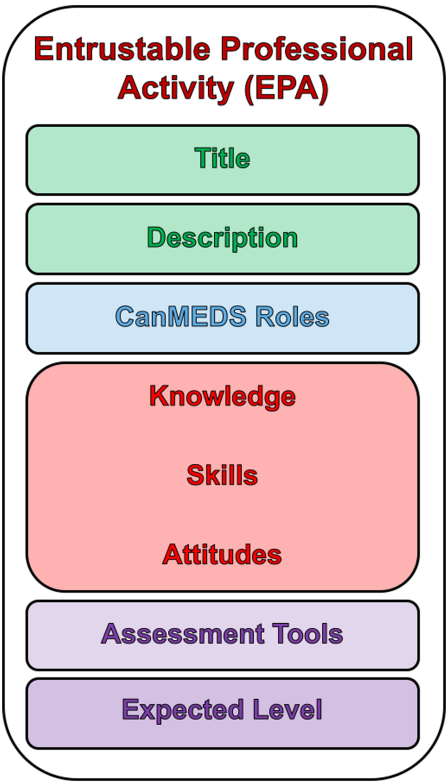 Entrustable Professional
Activity (EPA)
Title
Description
CanMEDS Roles
Knowledge
Skills
Attitudes
Assessment Tools
Expected Level